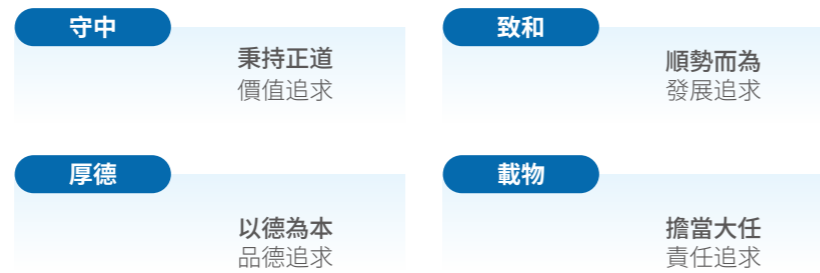 守中
秉持正道
價值追求
致和
順勢而為
發展追求
厚德
以德為本
品德追求
載物
擔當大任
責任追求